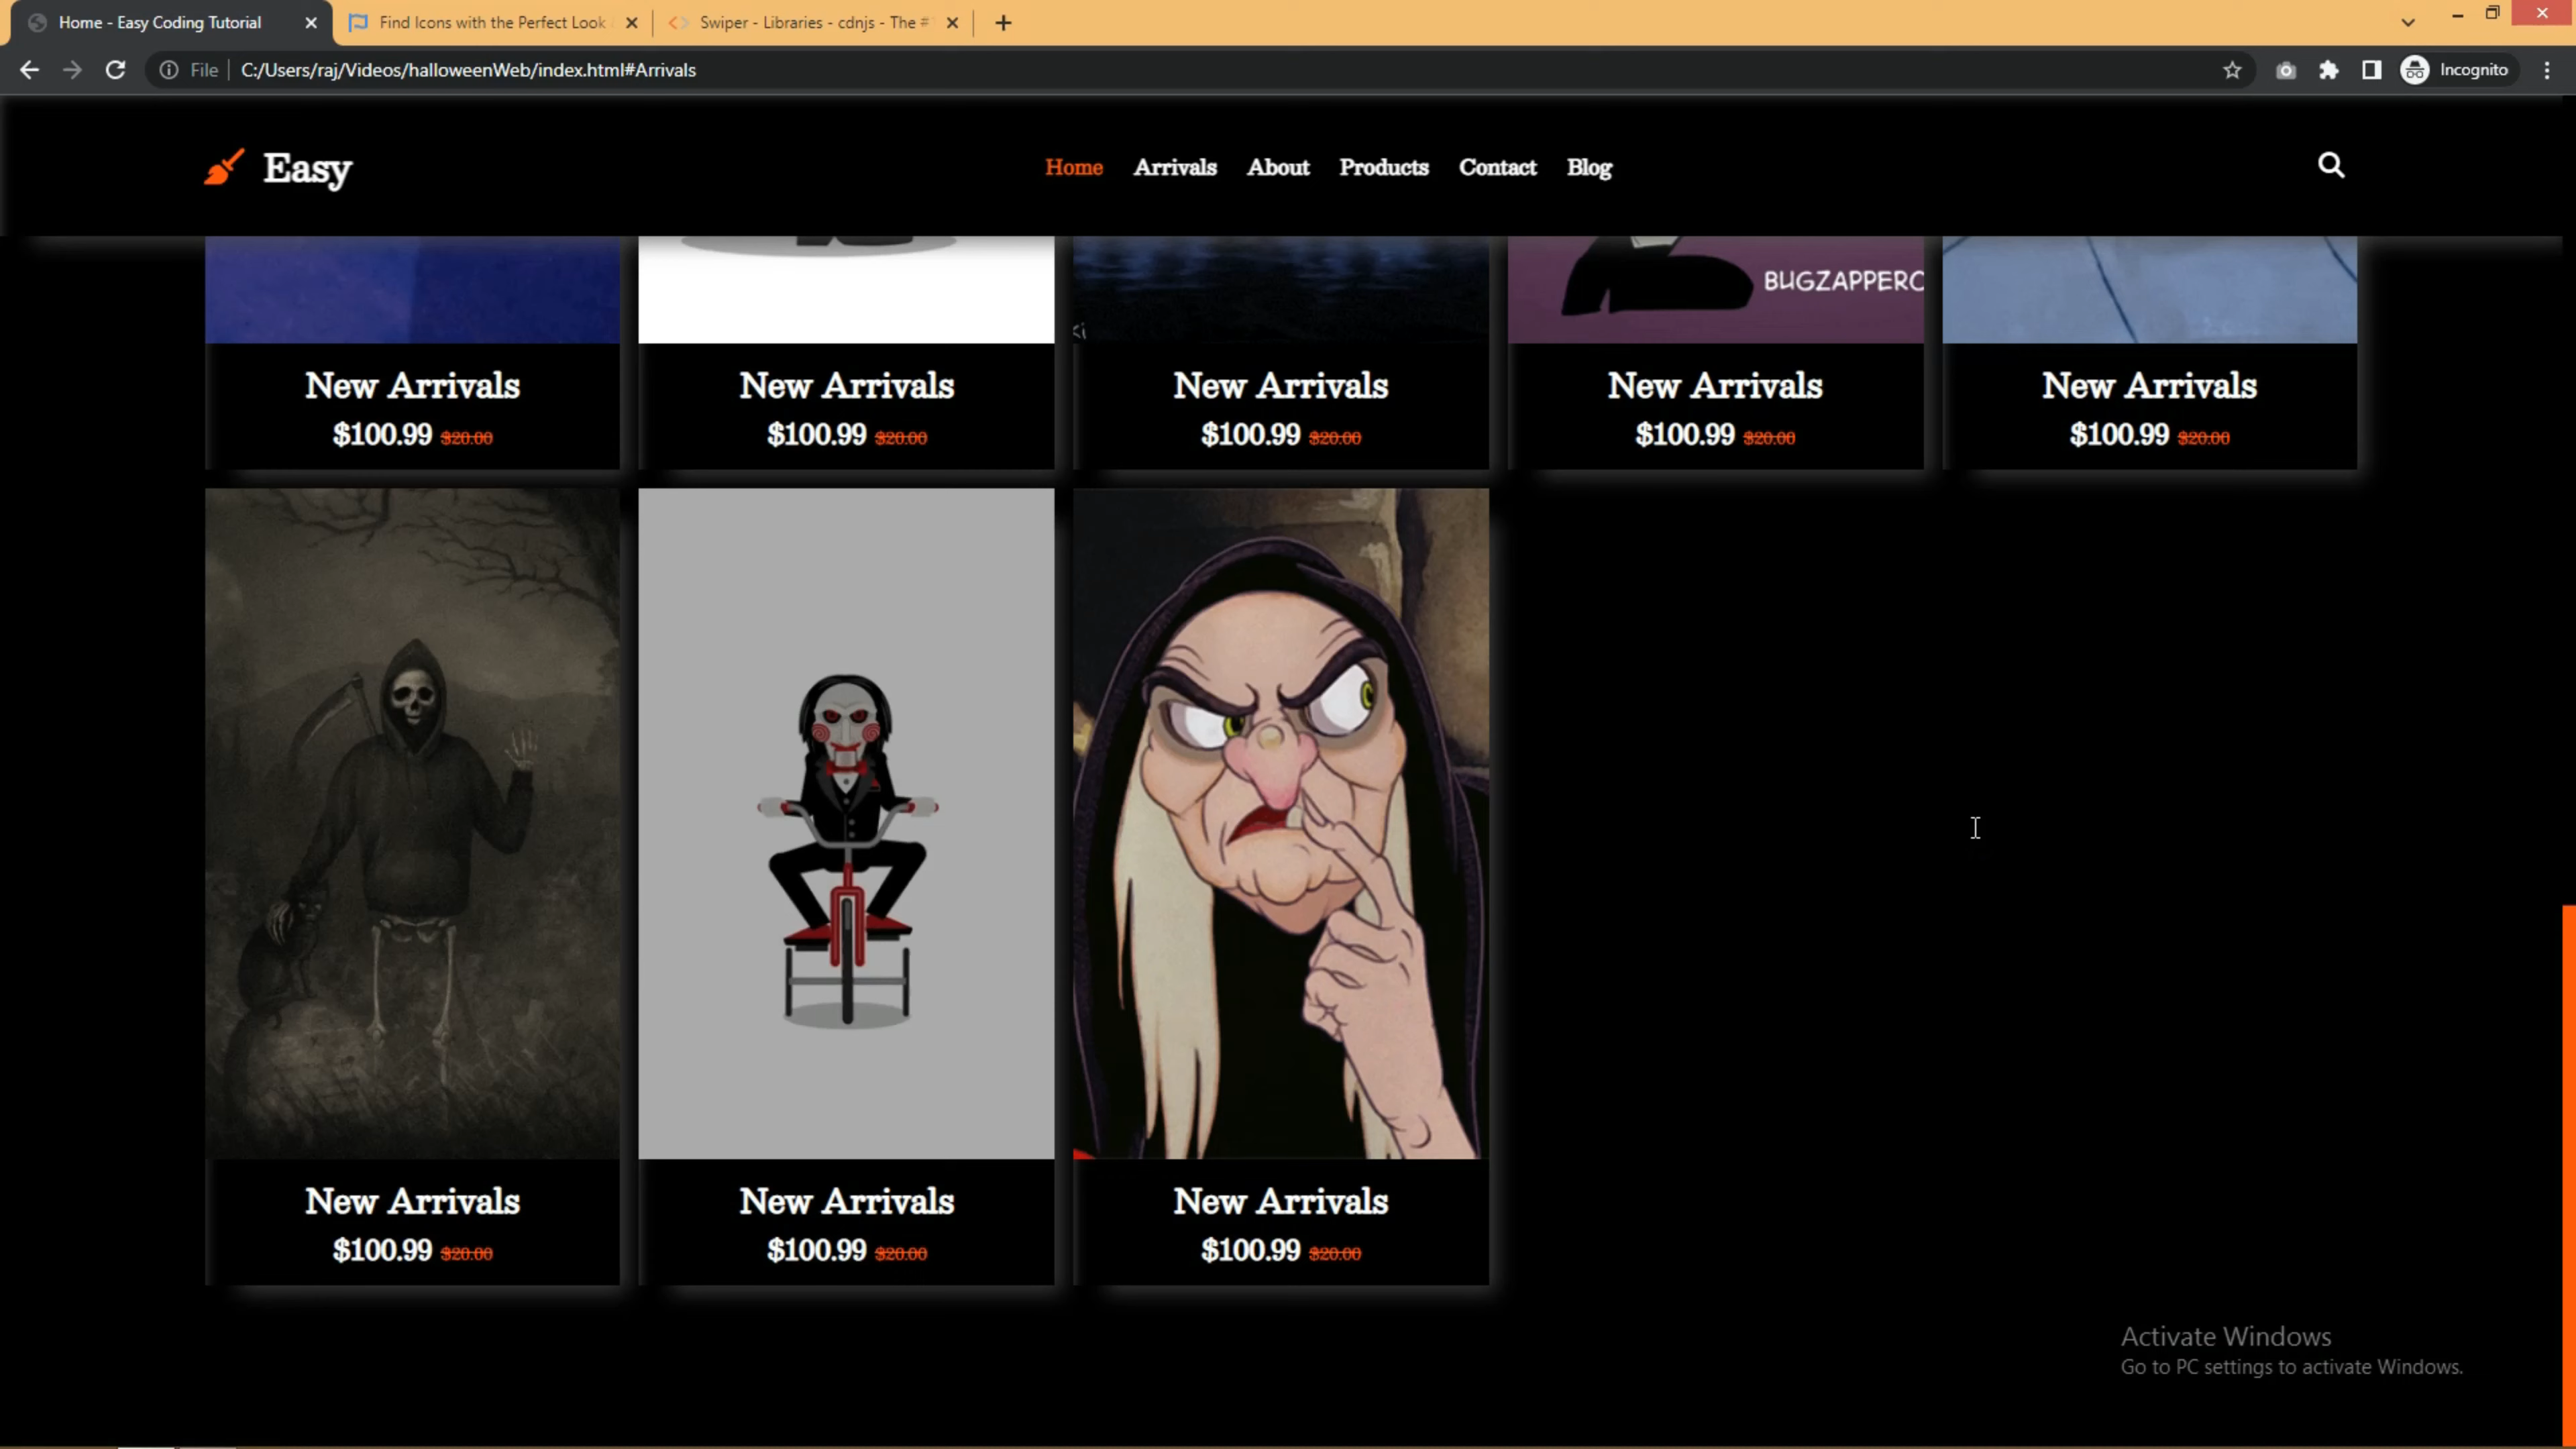 Home - Easy Coding Tutorial
Find Icons with the Perfect Look
Swiper - Libraries - cdnjs - The #
File
C:/Users/raj/Videos/halloweenWeb/index.html#Arrivals
Incognito
Easy
Home Arrivals About Products Contact Blog
BUGZAPPERC
ki
New Arrivals New Arrivals New Arrivals New Arrivals New Arrivals
$100.99 $20.00 $100.99 $20.00 $100.99 $20.00 $100.99 $20.00 $100.99 $20.00
New Arrivals New Arrivals New Arrivals
$100.99 $20.00 $100.99 $20.00 $100.99 $20.00
Activate Windows
Go to PC settings to activate Windows.